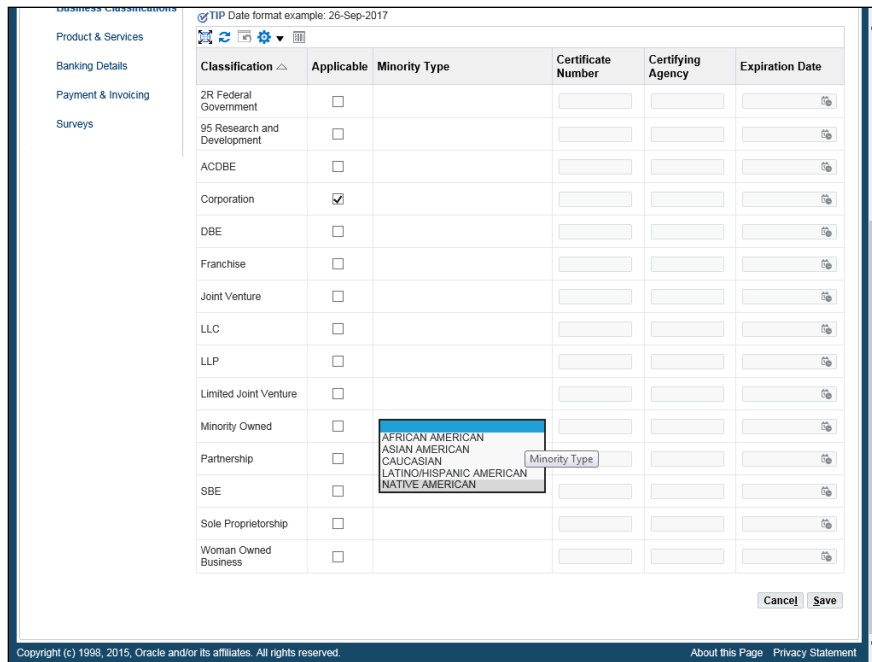 Business Classifications
TIP Date format example: 26-Sep-2017
Product & Services
Banking Details
Payment & Invoicing
Surveys
Classification Applicable Minority Type Certificate Number Certifying Agency Expiration Date
2R Federal Government
95 Research and Development
ACDBE
Corporation
DBE
Franchise
Joint Venture
LLC
LLP
Limited Joint Venture
Minority Owned
AFRICAN AMERICAN
ASIAN AMERICAN
CAUCASIAN
LATINO/HISPANIC AMERICAN
NATIVE AMERICAN
Minority Type
Partnership
SBE
Sole Proprietorship
Woman Owned Business
Cancel Save
Copyright (c) 1998, 2015, Oracle and/or its affiliates. All rights reserved. About this Page Privacy Statement